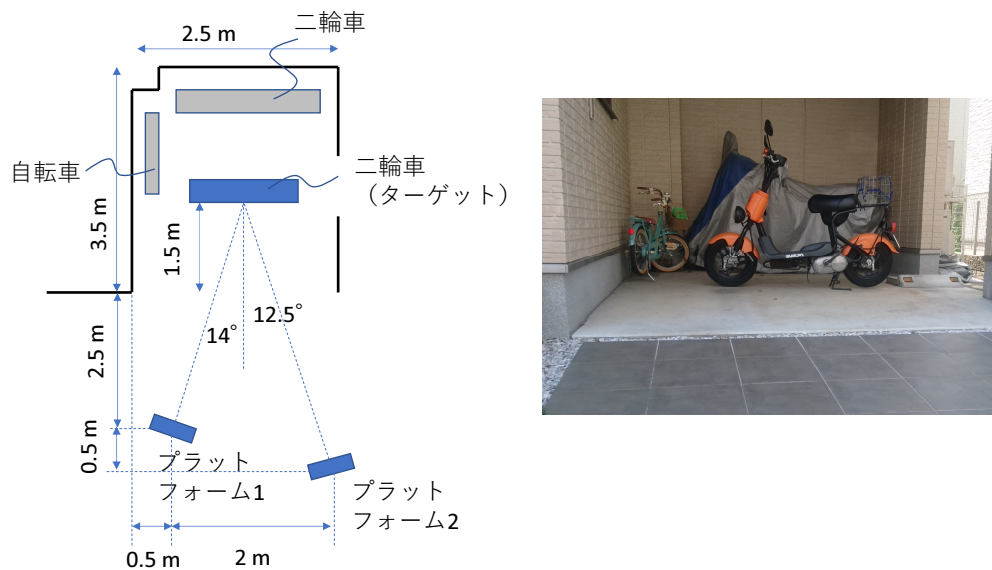 二輪車
2.5 m
自転車
二輪車
（ターゲット）
3.5 m
1.5 m
12.5°
14°
2.5 m
0.5 m
プラット
フォーム1
プラット
フォーム2
0.5 m
2 m
SUZUKI